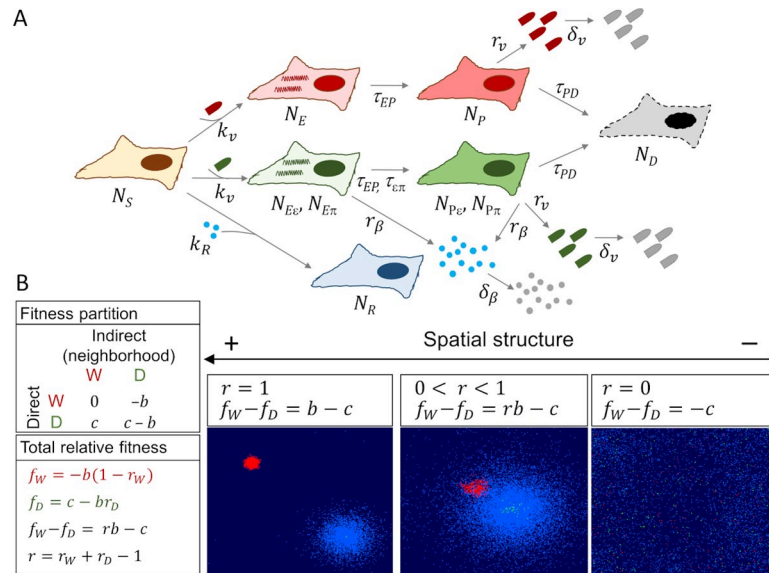 A
k_v
N_E
τ_EP
N_P
r_v
δ_v
τ_PD
N_S
k_v
N_Eε, N_Eπ
τ_EP, τ_επ
N_Pε, N_Pπ
τ_PD
N_D
r_v
δ_v
k_R
N_R
r_β
r_β
δ_β
B
Fitness partition
Indirect
(neighborhood)
W D
Direct
W 0 –b
D c c – b
Total relative fitness
f_W = −b(1 − r_W)
f_D = c − br_D
f_W − f_D = rb − c
r = r_W + r_D − 1
+ Spatial structure −
r = 1
f_W − f_D = b − c
0 < r < 1
f_W − f_D = rb − c
r = 0
f_W − f_D = −c